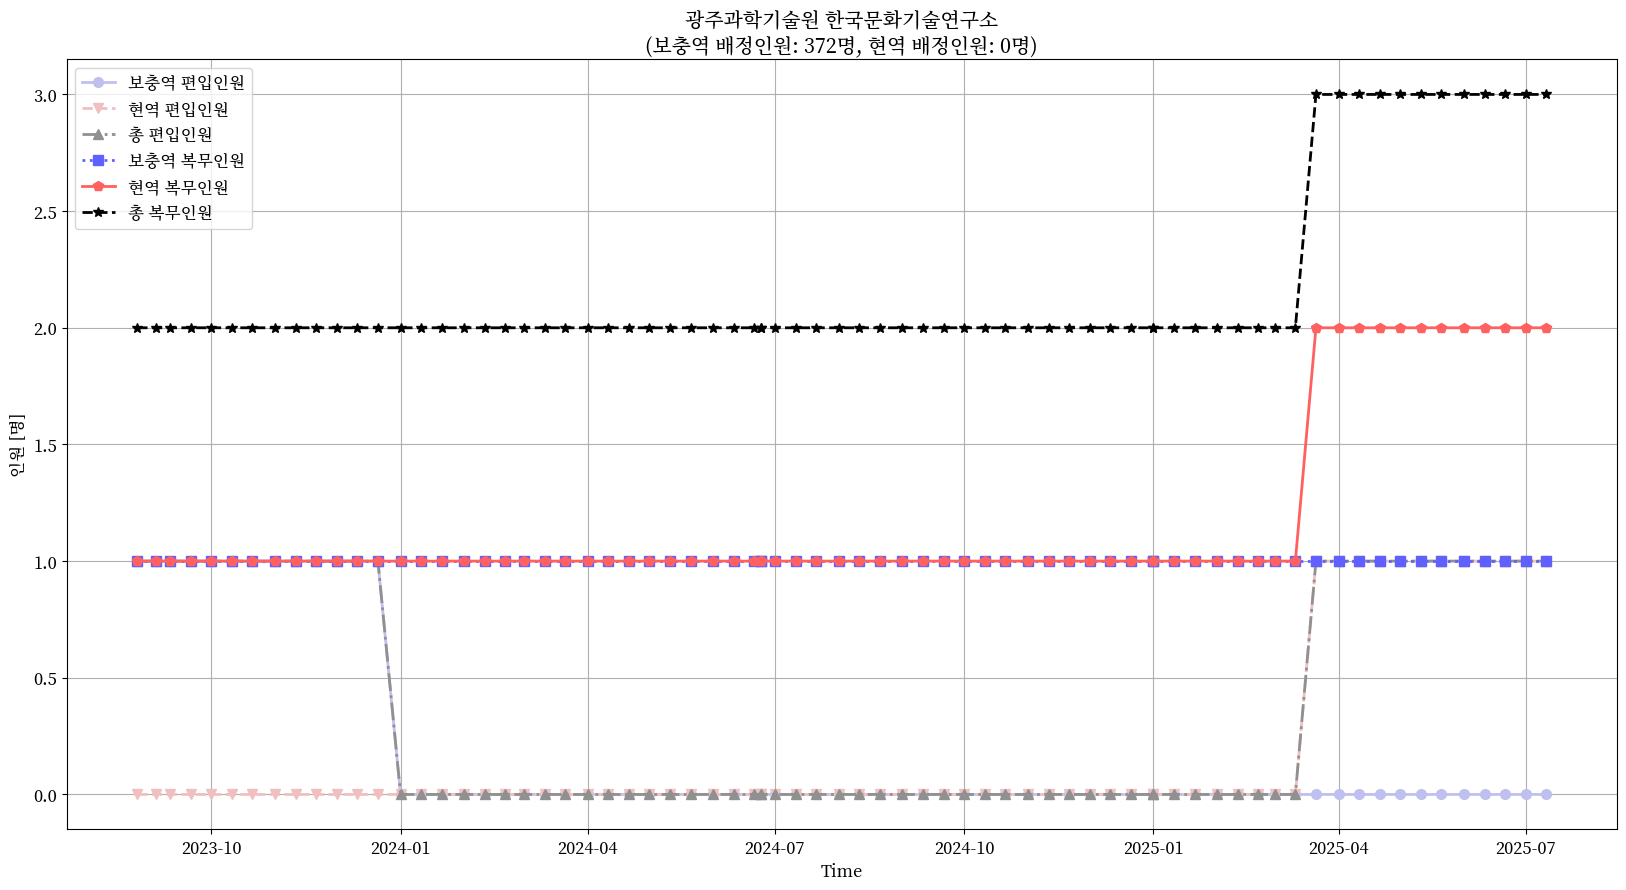 광주과학기술원 한국문화기술연구소
(보충역 배정인원: 372명, 현역 배정인원: 0명)
보충역 편입인원
현역 편입인원
총 편입인원
보충역 복무인원
현역 복무인원
총 복무인원
3.0
2.5
2.0
1.5
1.0
0.5
0.0
인원 [명]
2023-10 2024-01 2024-04 2024-07 2024-10 2025-01 2025-04 2025-07
Time